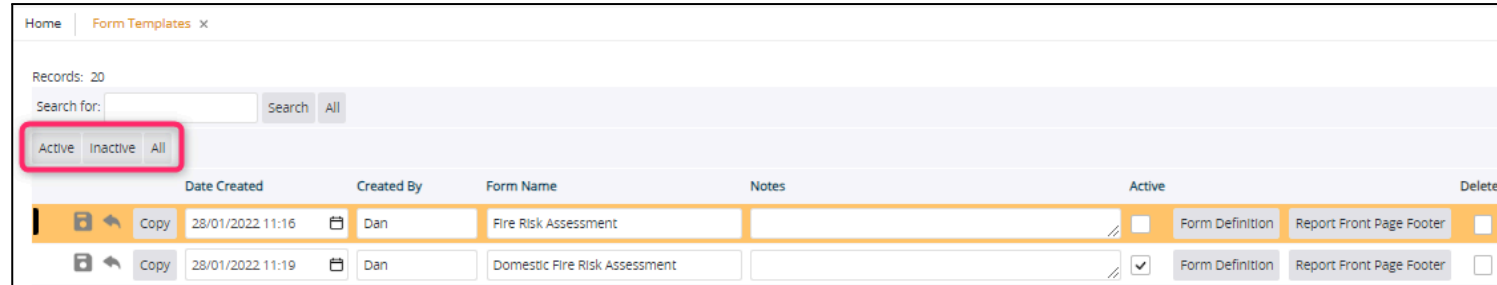 Home Form Templates ×
Records: 20
Search for: Search All
Active Inactive All
Date Created Created By Form Name Notes Active Delete
Copy 28/01/2022 11:16 Dan Fire Risk Assessment Form Definition Report Front Page Footer
Copy 28/01/2022 11:19 Dan Domestic Fire Risk Assessment Form Definition Report Front Page Footer